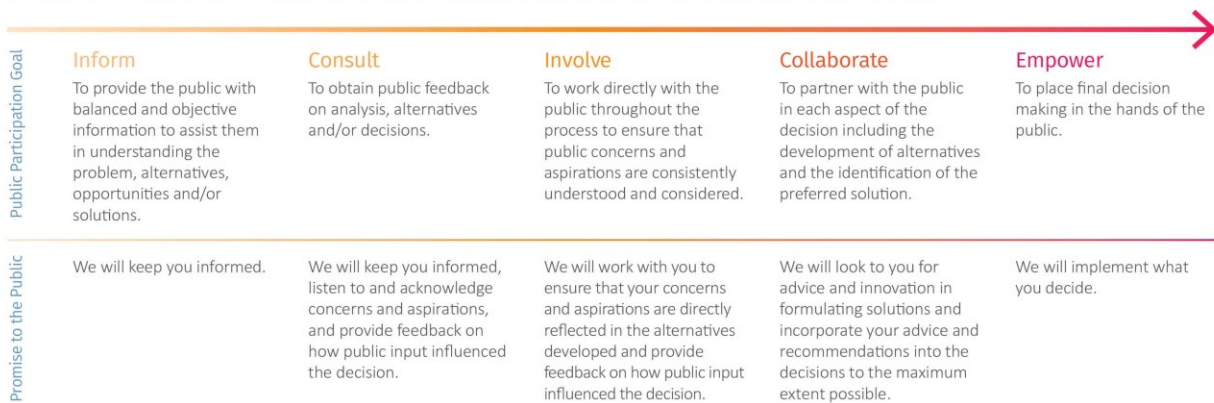 Public Participation Goal
Inform
To provide the public with
balanced and objective
information to assist them
in understanding the
problem, alternatives,
opportunities and/or
solutions.
Consult
To obtain public feedback
on analysis, alternatives
and/or decisions.
Involve
To work directly with the
public throughout the
process to ensure that
public concerns and
aspirations are consistently
understood and considered.
Collaborate
To partner with the public
in each aspect of the
decision including the
development of alternatives
and the identification of the
preferred solution.
Empower
To place final decision
making in the hands of the
public.
Promise to the Public
We will keep you informed.
We will keep you informed,
listen to and acknowledge
concerns and aspirations,
and provide feedback on
how public input influenced
the decision.
We will work with you to
ensure that your concerns
and aspirations are directly
reflected in the alternatives
developed and provide
feedback on how public input
influenced the decision.
We will look to you for
advice and innovation in
formulating solutions and
incorporate your advice and
recommendations into the
decisions to the maximum
extent possible.
We will implement what
you decide.